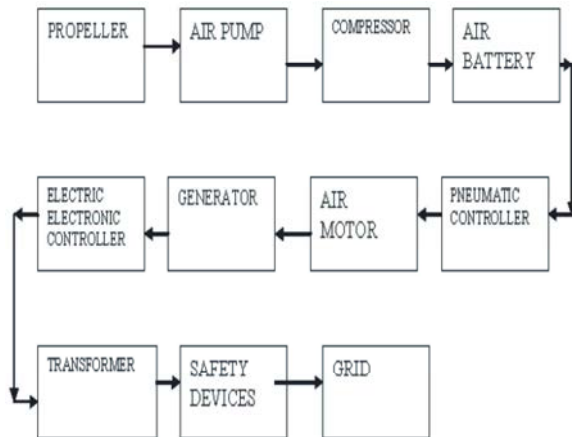 PROPELLER
AIR PUMP
COMPRESSOR
AIR
BATTERY
ELECTRIC
ELECTRONIC
CONTROLLER
GENERATOR
AIR
MOTOR
PNEUMATIC
CONTROLLER
TRANSFORMER
SAFETY
DEVICES
GRID